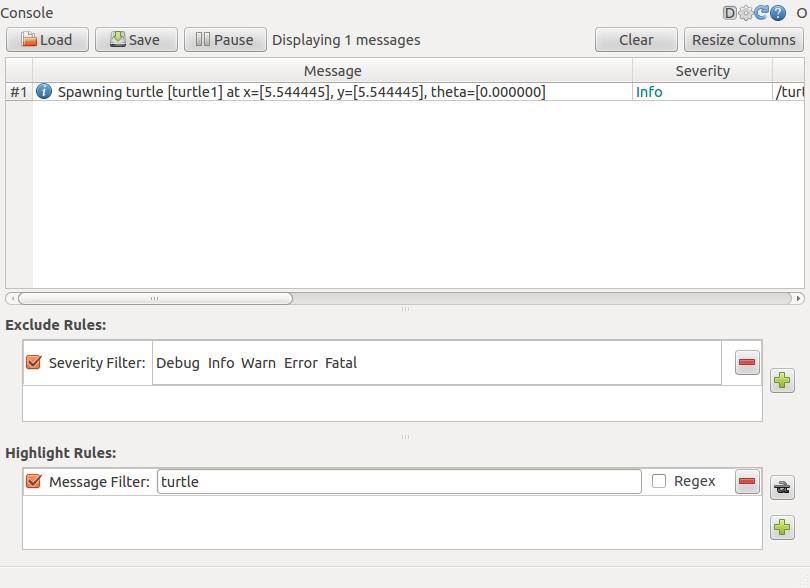 Console D ? O
Load Save Pause Displaying 1 messages Clear Resize Columns
Message Severity
#1 i Spawning turtle [turtle1] at x=[5.544445], y=[5.544445], theta=[0.000000] Info /turt
Exclude Rules:
Severity Filter: Debug Info Warn Error Fatal
Highlight Rules:
Message Filter: turtle Regex